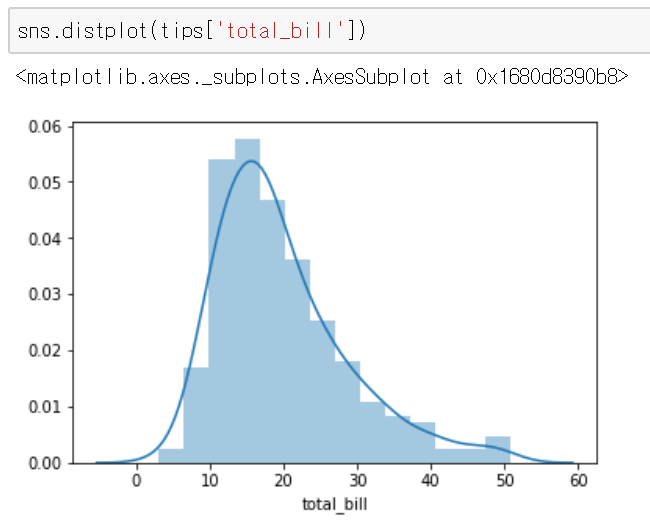 sns.distplot(tips['total_bill'])
<matplotlib.axes._subplots.AxesSubplot at 0x1680d8390b8>
0.06
0.05
0.04
0.03
0.02
0.01
0.00
0 10 20 30 40 50 60
total_bill